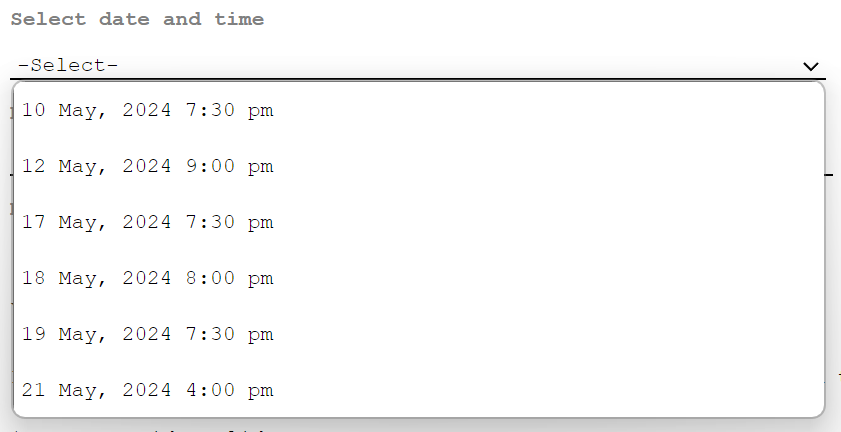 Select date and time
-Select-
10 May, 2024 7:30 pm
12 May, 2024 9:00 pm
17 May, 2024 7:30 pm
18 May, 2024 8:00 pm
19 May, 2024 7:30 pm
21 May, 2024 4:00 pm